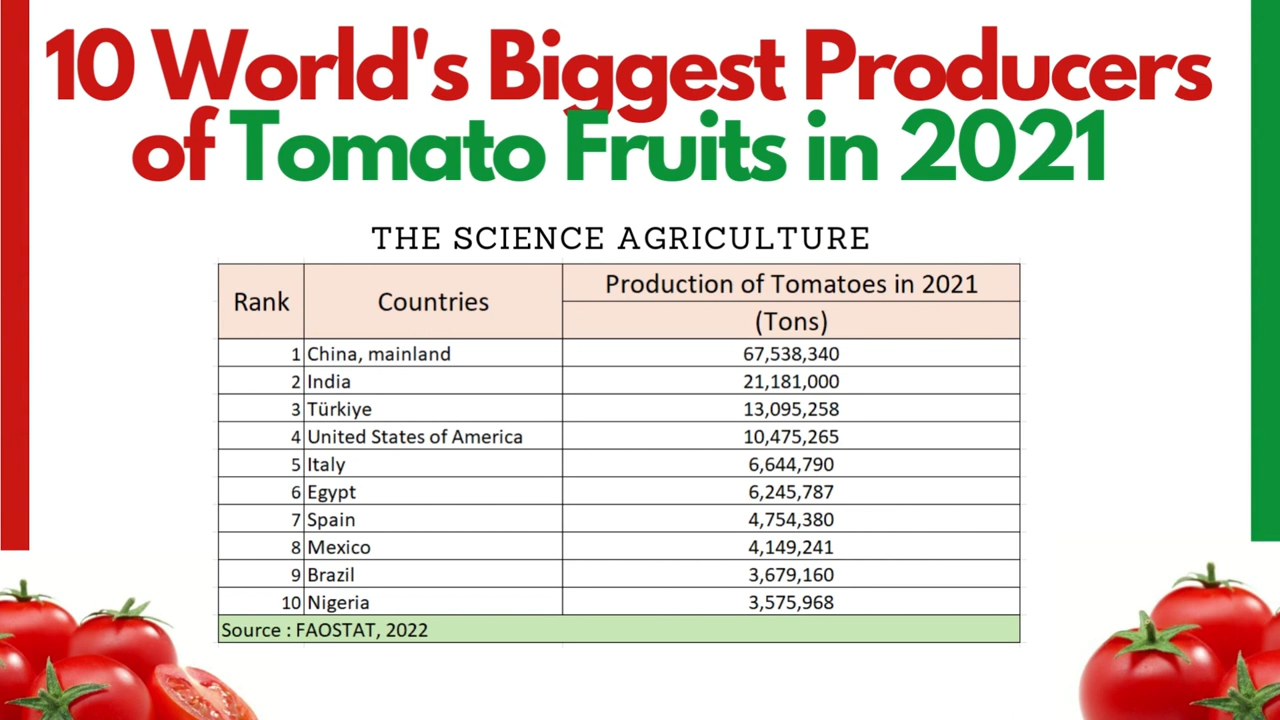 10 World's Biggest Producers
of Tomato Fruits in 2021
THE SCIENCE AGRICULTURE
Rank Countries Production of Tomatoes in 2021
(Tons)
1 China, mainland 67,538,340
2 India 21,181,000
3 Türkiye 13,095,258
4 United States of America 10,475,265
5 Italy 6,644,790
6 Egypt 6,245,787
7 Spain 4,754,380
8 Mexico 4,149,241
9 Brazil 3,679,160
10 Nigeria 3,575,968
Source : FAOSTAT, 2022